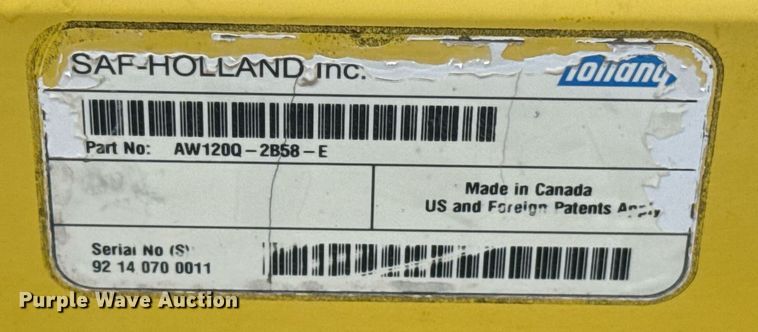 SAF-HOLLAND Inc.
Holland
Part No: AW120Q-2B58-E
Made in Canada
US and Foreign Patents Apply
Serial No (S)
92 14 070 0011
Purple Wave Auction